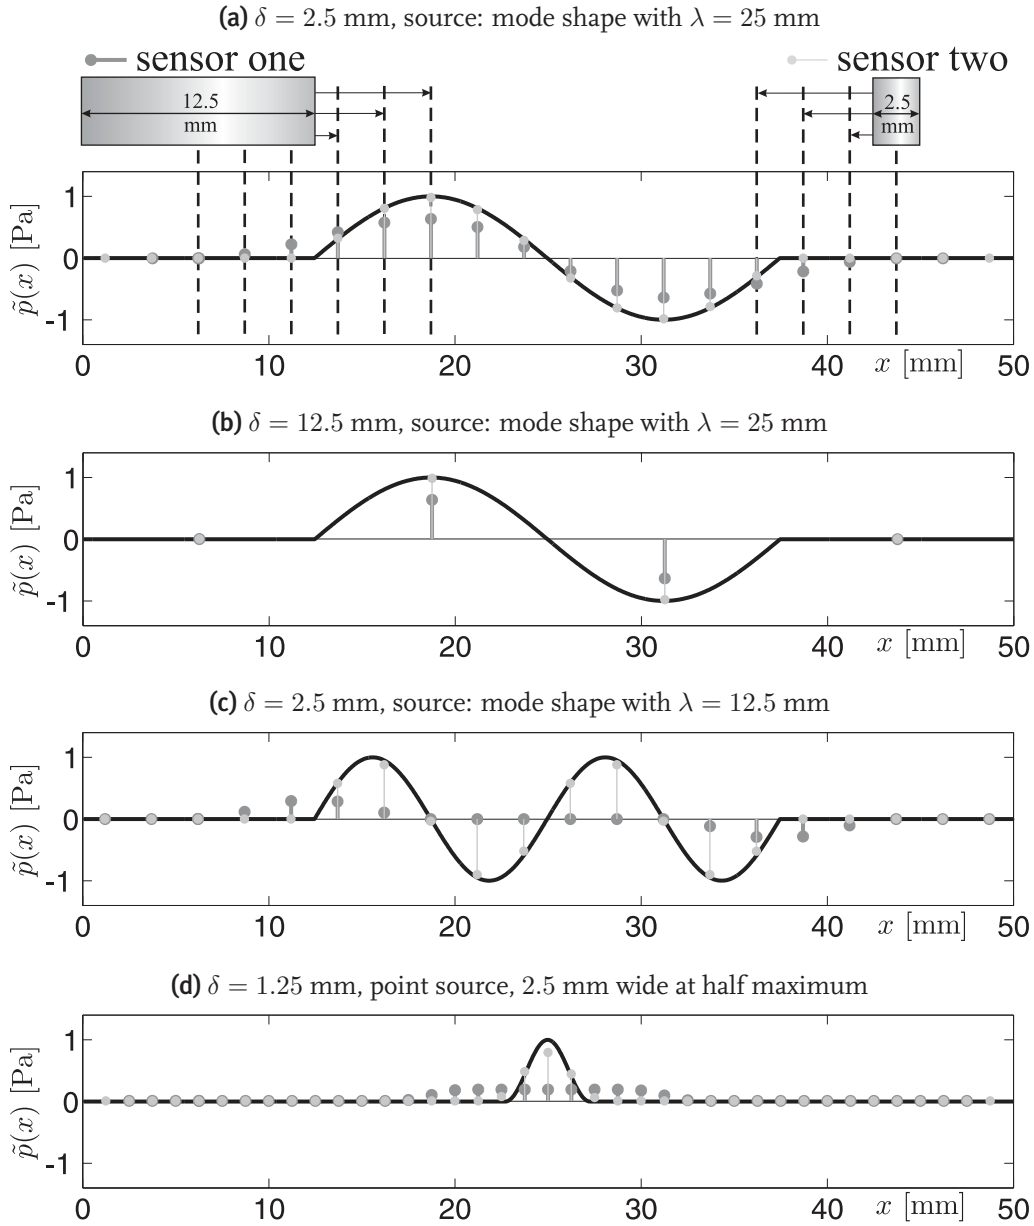 (a) δ = 2.5 mm, source: mode shape with λ = 25 mm
sensor one
sensor two
12.5
mm
2.5
mm
p̃(x) [Pa]
1
0
-1
0 10 20 30 40 x [mm] 50
(b) δ = 12.5 mm, source: mode shape with λ = 25 mm
p̃(x) [Pa]
1
0
-1
0 10 20 30 40 x [mm] 50
(c) δ = 2.5 mm, source: mode shape with λ = 12.5 mm
p̃(x) [Pa]
1
0
-1
0 10 20 30 40 x [mm] 50
(d) δ = 1.25 mm, point source, 2.5 mm wide at half maximum
p̃(x) [Pa]
1
0
-1
0 10 20 30 40 x [mm] 50